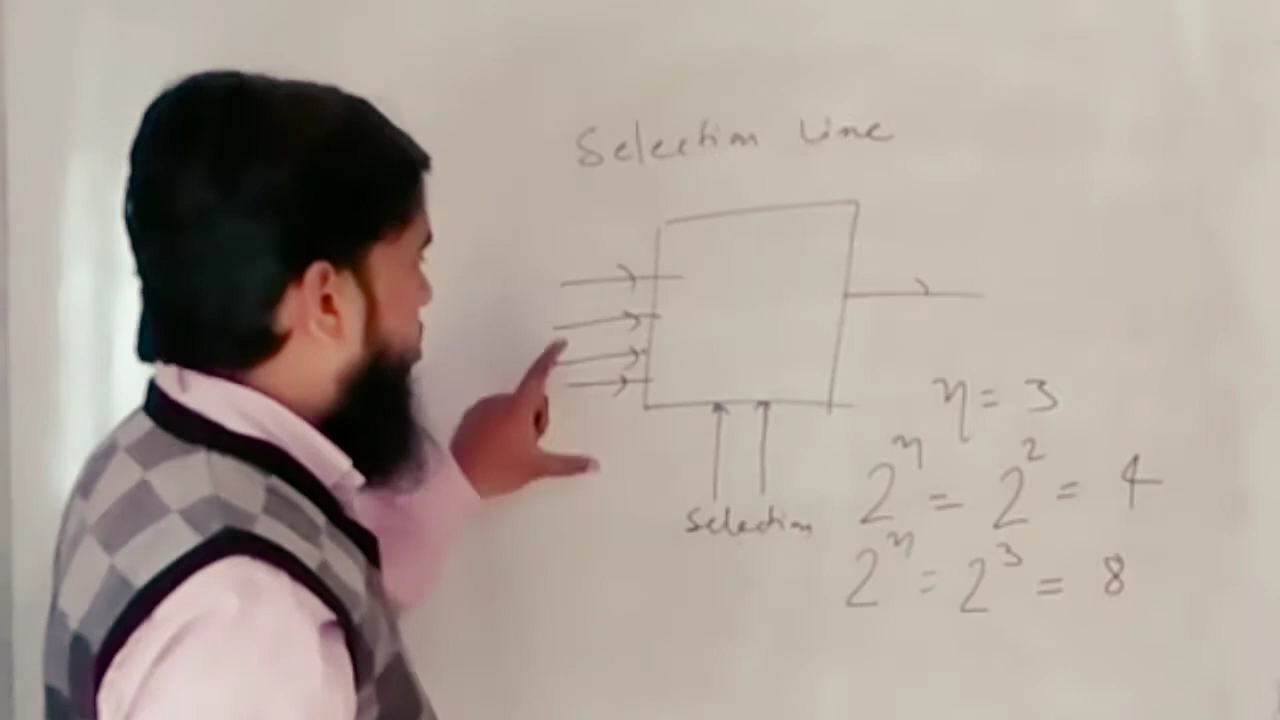 Selection Line
Selection
η = 3
2^η = 2^2 = 4
2^η = 2^3 = 8